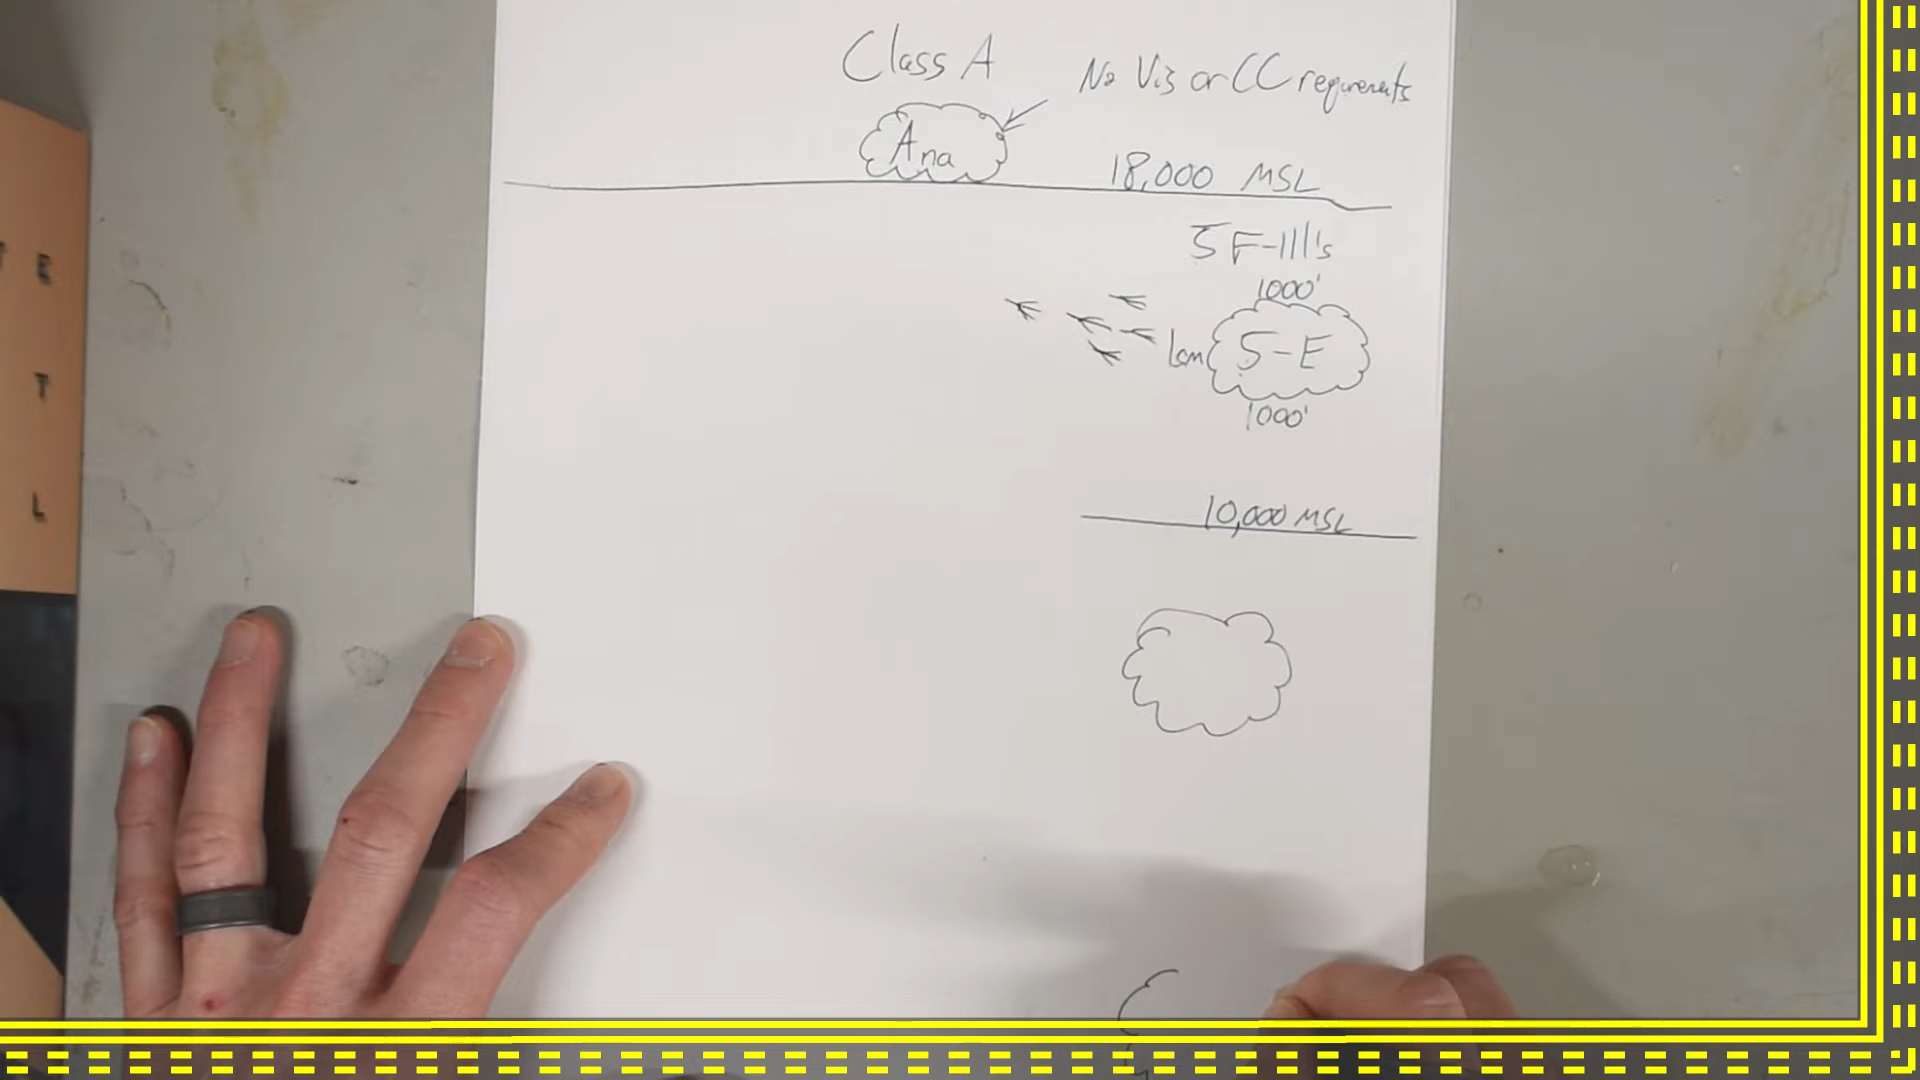 Class A
No Vis or CC requirements
Ana
18,000 MSL
5 F-111's
1000'
1sm
5-E
1000'
10,000 MSL
E
T
L